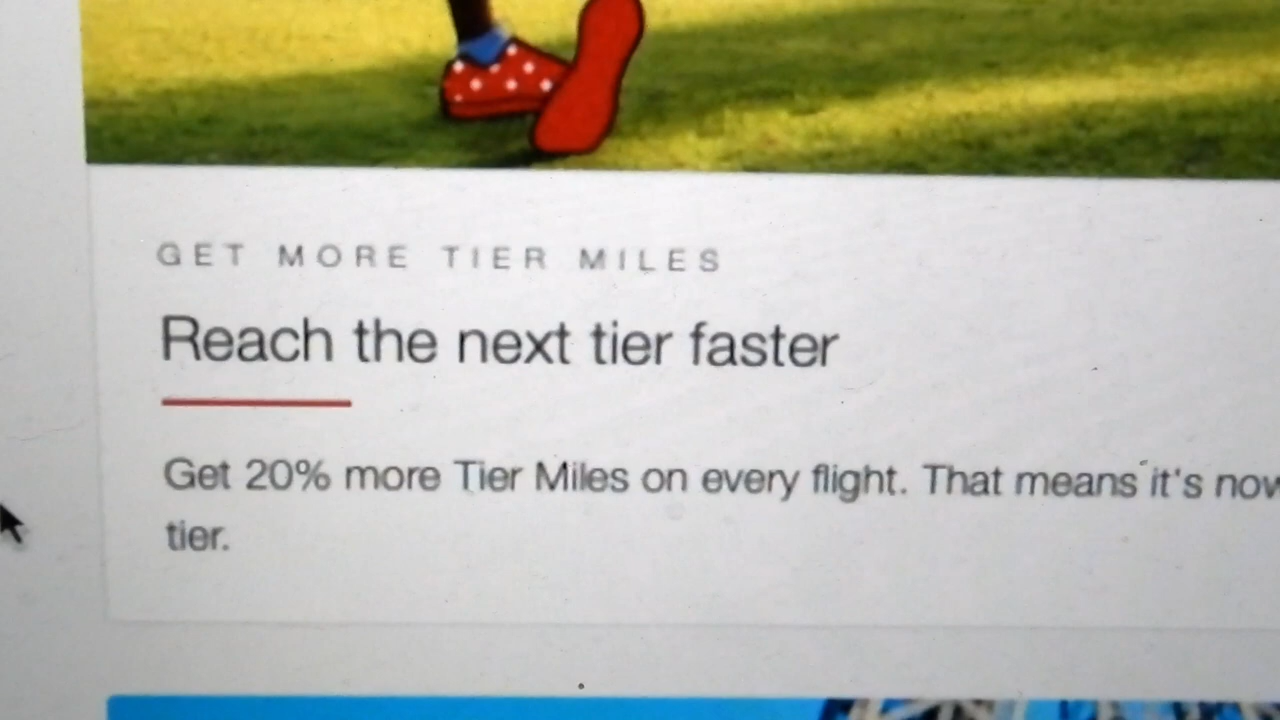 GET MORE TIER MILES
Reach the next tier faster
Get 20% more Tier Miles on every flight. That means it's now
tier.